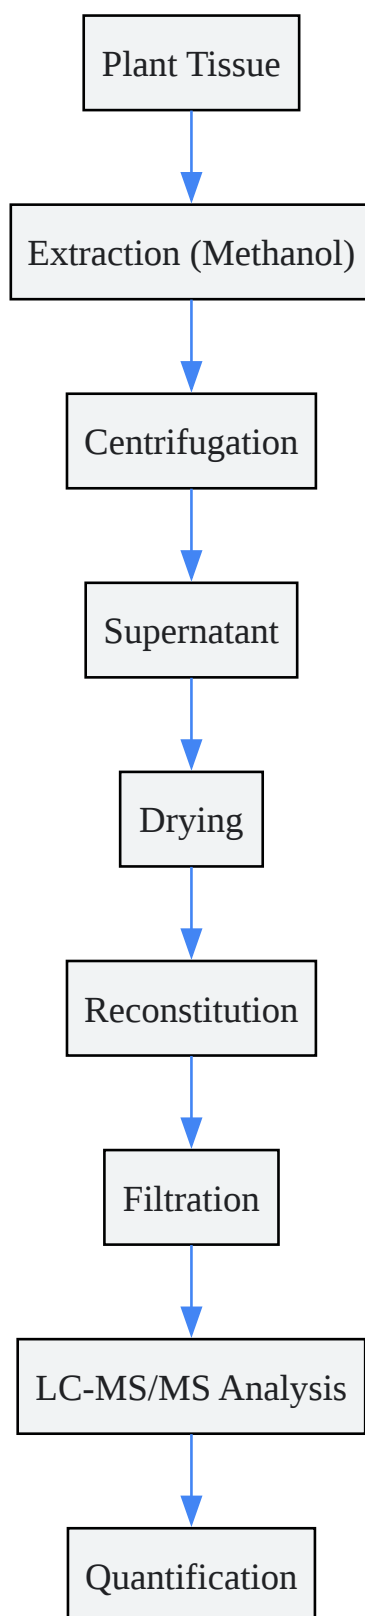 Plant Tissue
Extraction (Methanol)
Centrifugation
Supernatant
Drying
Reconstitution
Filtration
LC-MS/MS Analysis
Quantification